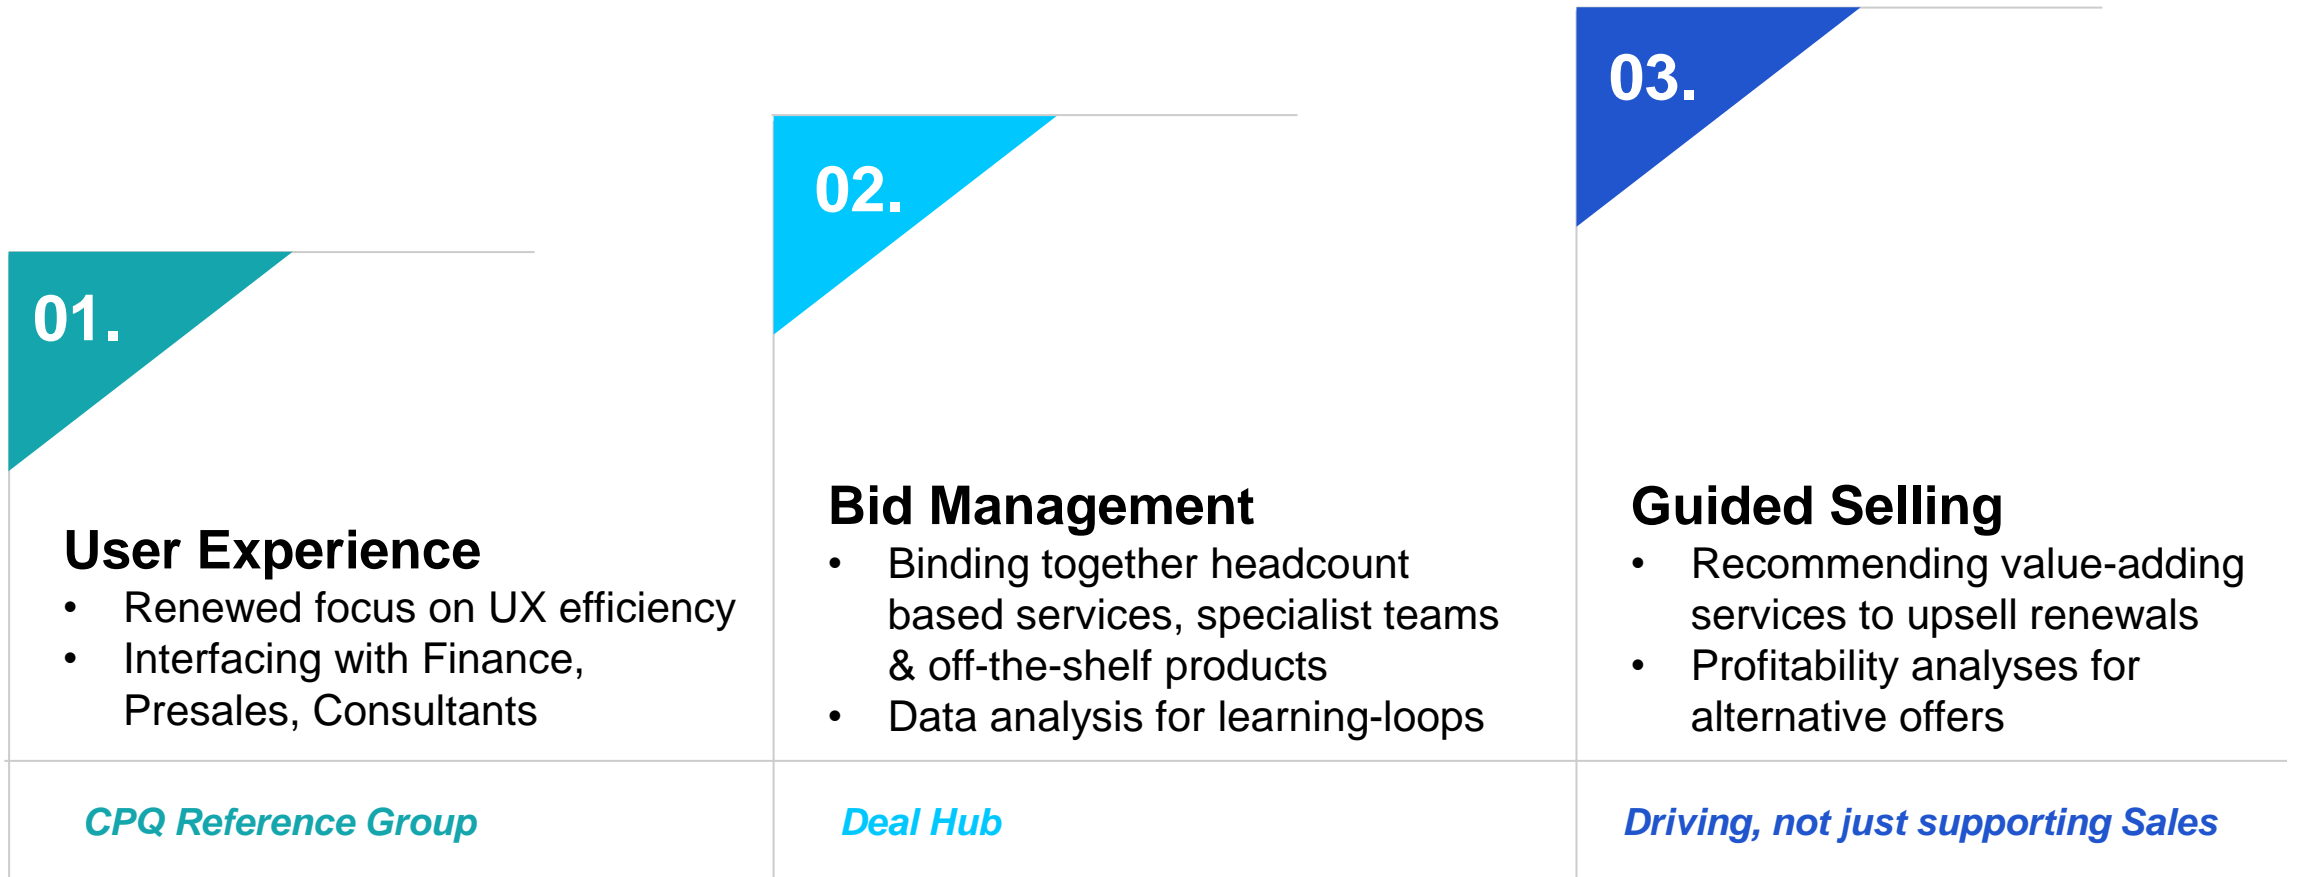 01.
User Experience
• Renewed focus on UX efficiency
• Interfacing with Finance,
Presales, Consultants
CPQ Reference Group
02.
Bid Management
• Binding together headcount
based services, specialist teams
& off-the-shelf products
• Data analysis for learning-loops
Deal Hub
03.
Guided Selling
• Recommending value-adding
services to upsell renewals
• Profitability analyses for
alternative offers
Driving, not just supporting Sales